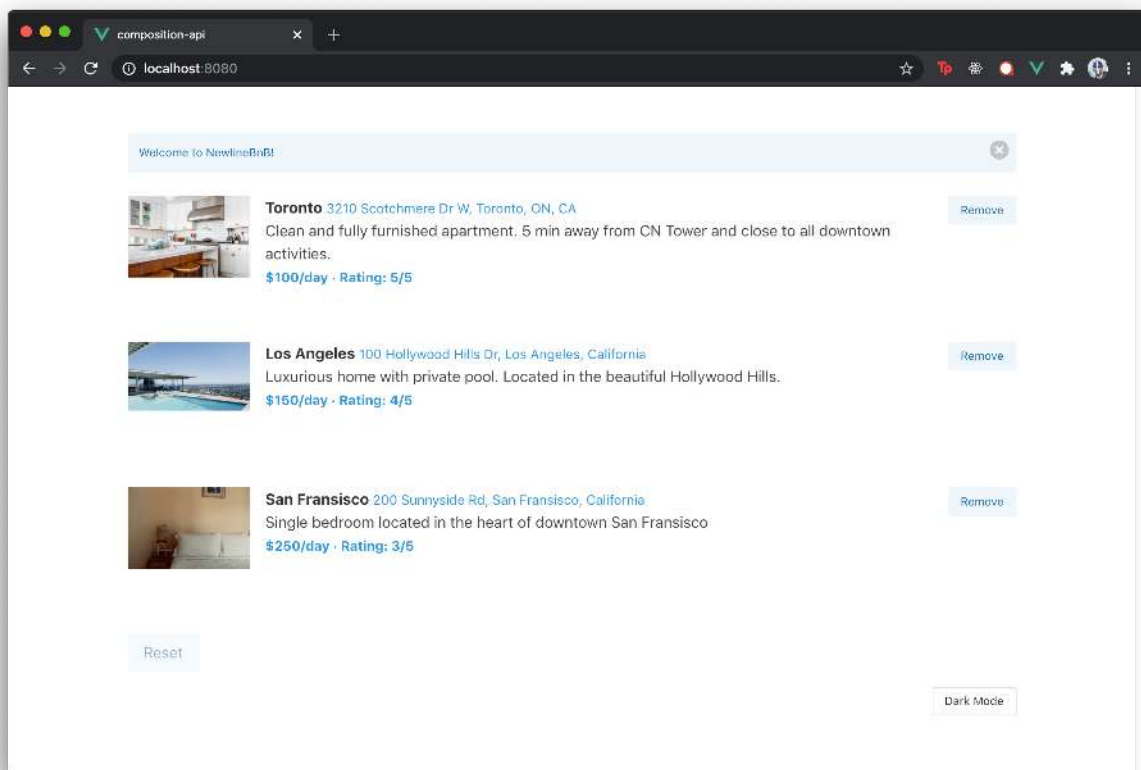 composition-api
localhost:8080
Tp
Welcome to NewlineBnB!
Toronto 3210 Scotchmere Dr W, Toronto, ON, CA
Remove
Clean and fully furnished apartment. 5 min away from CN Tower and close to all downtown
activities.
$100/day · Rating: 5/5
Los Angeles 100 Hollywood Hills Dr, Los Angeles, California
Remove
Luxurious home with private pool. Located in the beautiful Hollywood Hills.
$150/day · Rating: 4/5
San Fransisco 200 Sunnyside Rd, San Fransisco, California
Remove
Single bedroom located in the heart of downtown San Fransisco
$250/day · Rating: 3/5
Reset
Dark Mode